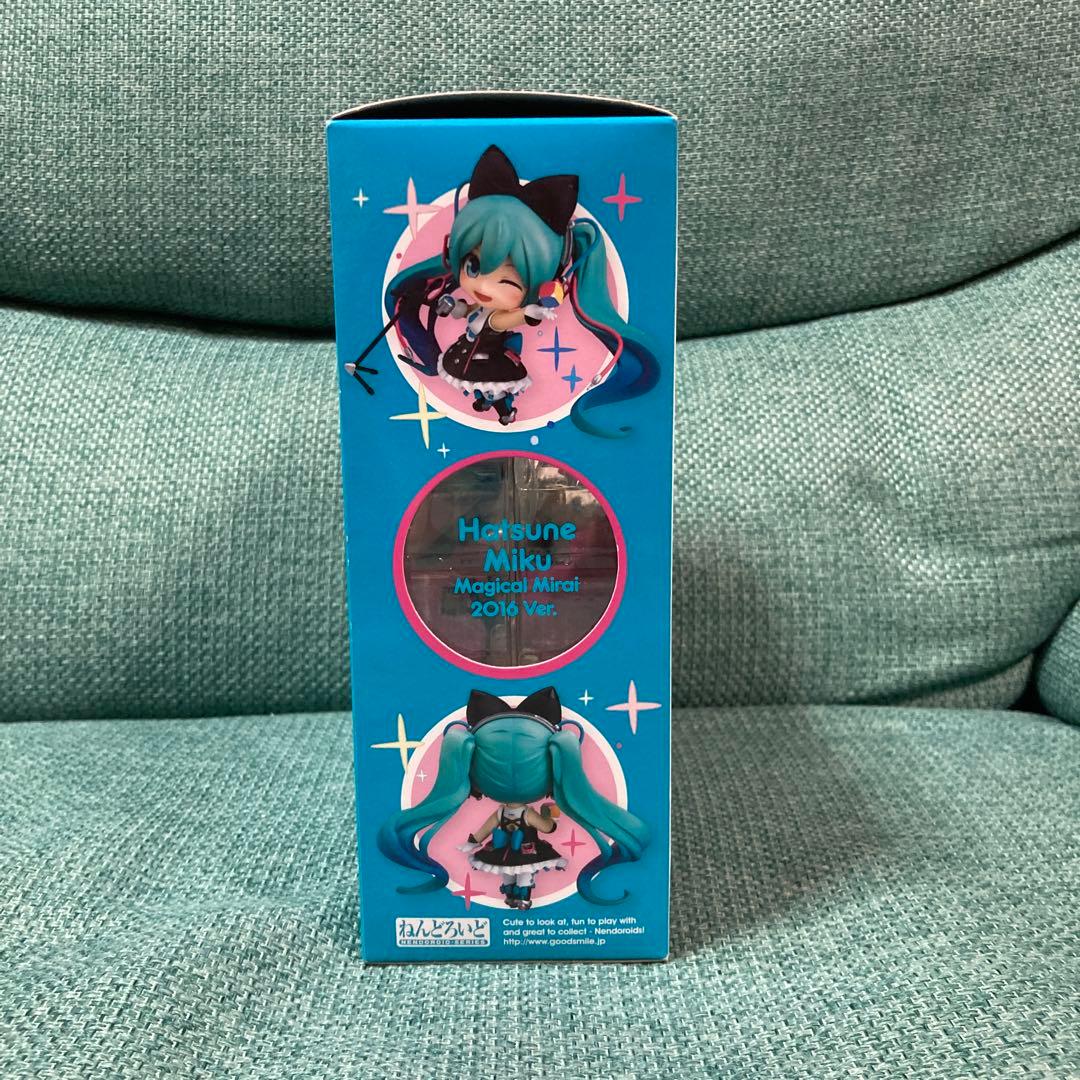 Hatsune
Miku
Magical Mirai
2016 Ver.
ねんどろいど
NENDOROID SERIES
Cute to look at, fun to play with
and great to collect - Nendoroids!
http://www.goodsmile.jp